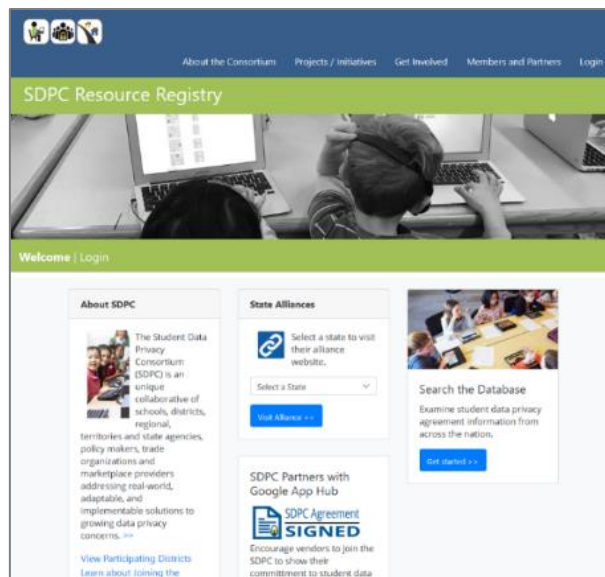 About the Consortium Projects / Initiatives Get Involved Members and Partners Login
SDPC Resource Registry
Welcome | Login
About SDPC
The Student Data
Privacy
Consortium
(SDPC) is an
unique
collaborative of
schools, districts,
regional,
territories and state agencies,
policy makers, trade
organizations and
marketplace providers
addressing real-world,
adaptable, and
implementable solutions to
growing data privacy
concerns. >>
View Participating Districts
Learn about Joining the
State Alliances
Select a state to visit
their alliance
website.
Select a State
Visit Alliance >>
SDPC Partners with
Google App Hub
SDPC Agreement
SIGNED
Encourage vendors to join the
SDPC to show their
committment to student data
Search the Database
Examine student data privacy
agreement information from
across the nation.
Get started >>